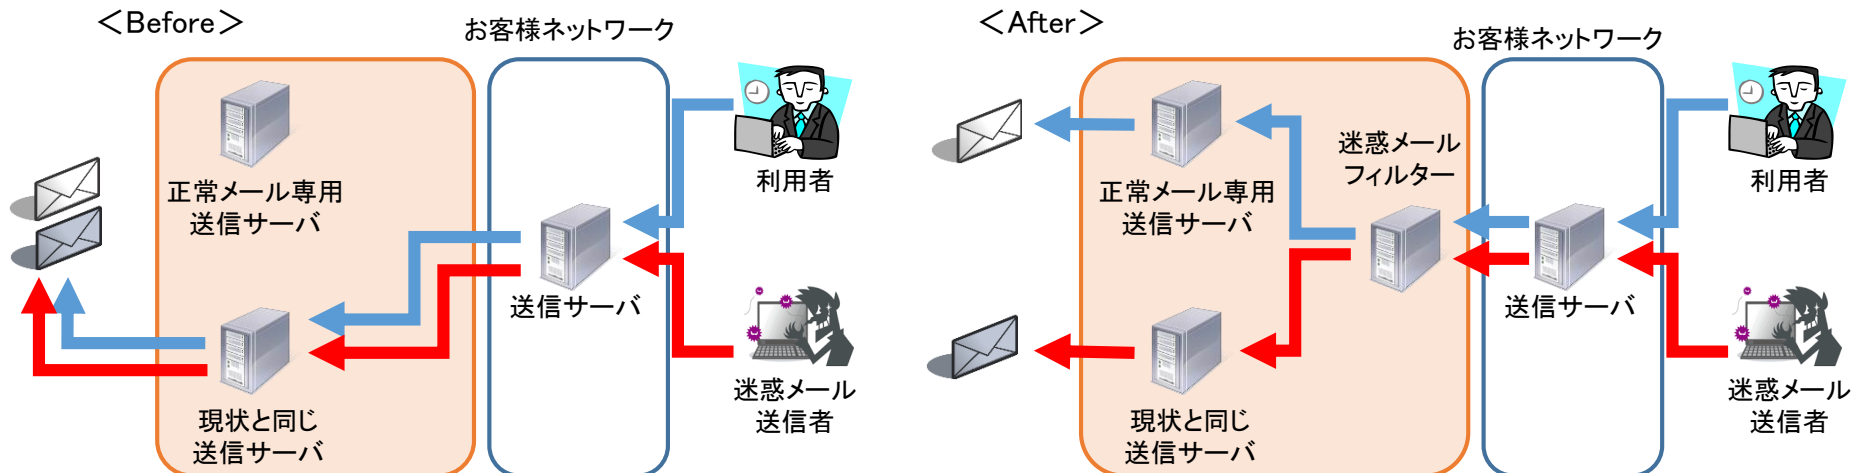 ＜Before＞
お客様ネットワーク
正常メール専用
送信サーバ
利用者
送信サーバ
現状と同じ
送信サーバ
迷惑メール
送信者
＜After＞
お客様ネットワーク
迷惑メール
フィルター
正常メール専用
送信サーバ
利用者
送信サーバ
現状と同じ
送信サーバ
迷惑メール
送信者